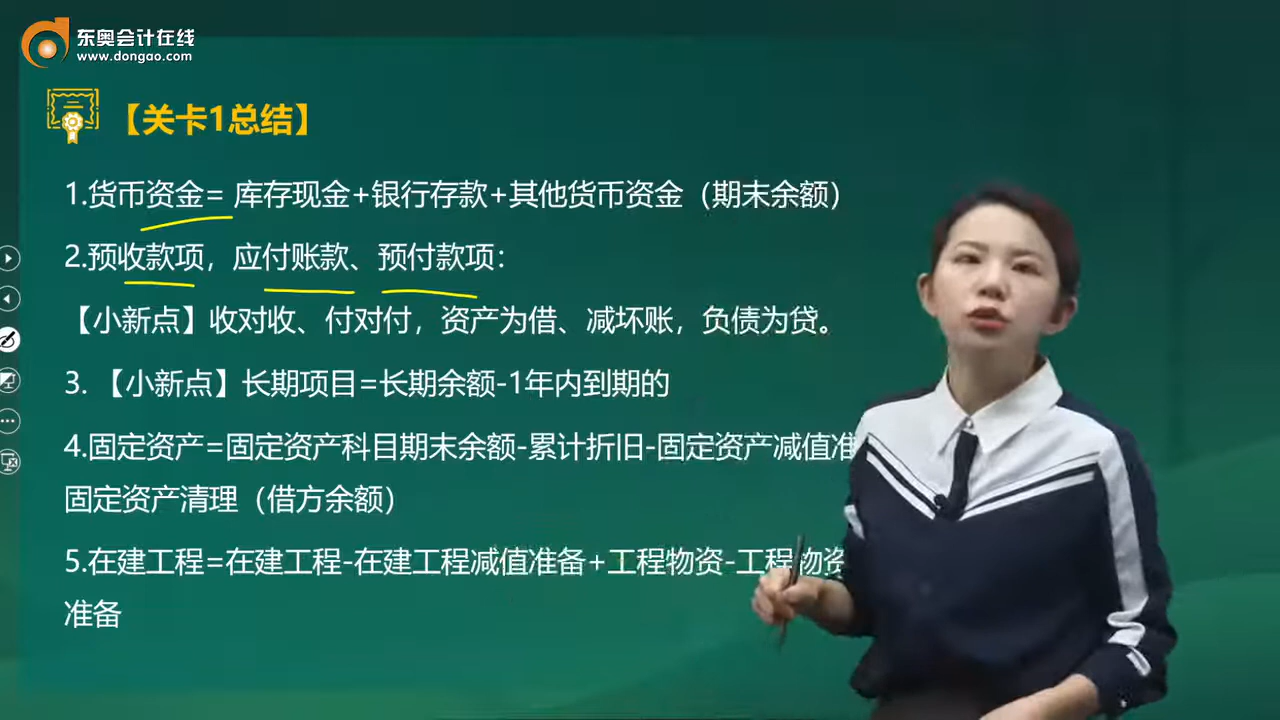 东奥会计在线
www.dongao.com
【关卡1总结】
1.货币资金= 库存现金+银行存款+其他货币资金（期末余额）
2.预收款项，应付账款、预付款项：
【小新点】收对收、付对付，资产为借、减坏账，负债为贷。
3. 【小新点】长期项目=长期余额-1年内到期的
4.固定资产=固定资产科目期末余额-累计折旧-固定资产减值准
固定资产清理（借方余额）
5.在建工程=在建工程-在建工程减值准备+工程物资-工程物资
准备